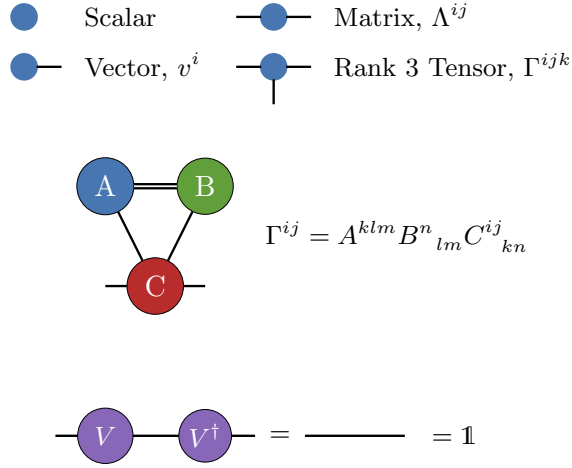 Scalar Matrix, Λ^{ij}
Vector, v^i Rank 3 Tensor, Γ^{ijk}
A B
Γ^{ij} = A^{klm} B^n_{lm} C^{ij}_{kn}
C
V V^† = = 𝟙